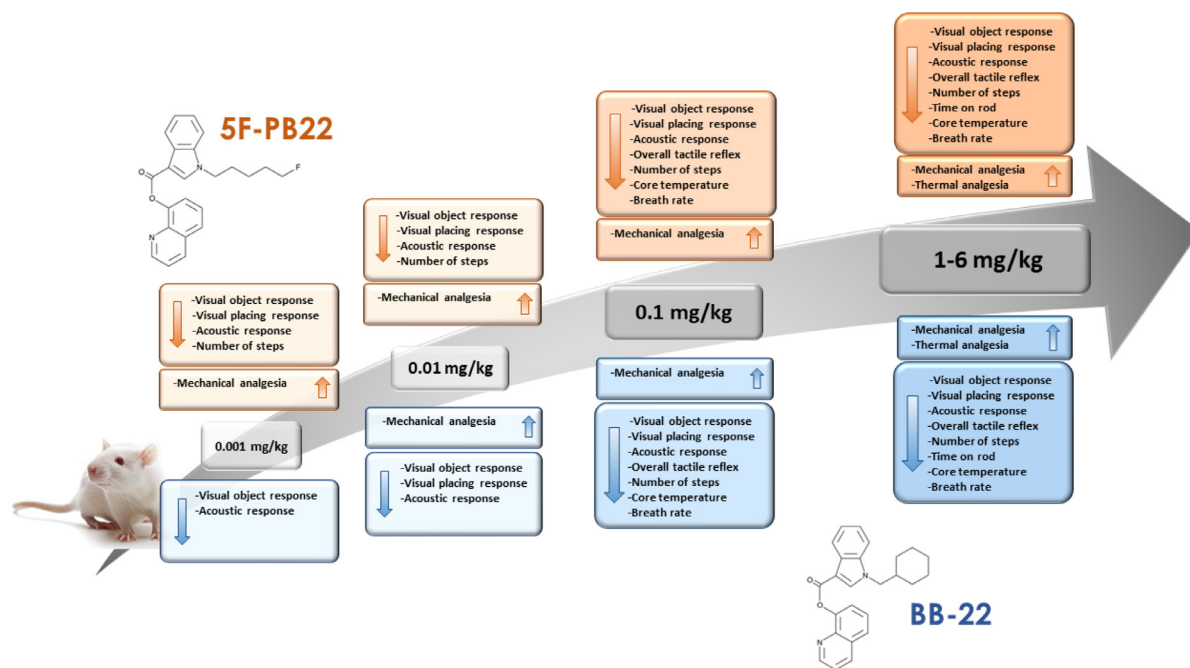 5F-PB22
F
N
O
O
N
-Visual object response
-Visual placing response
-Acoustic response
-Number of steps
-Mechanical analgesia
0.001 mg/kg
-Visual object response
-Acoustic response
-Visual object response
-Visual placing response
-Acoustic response
-Number of steps
-Mechanical analgesia
0.01 mg/kg
-Mechanical analgesia
-Visual object response
-Visual placing response
-Acoustic response
-Visual object response
-Visual placing response
-Acoustic response
-Overall tactile reflex
-Number of steps
-Core temperature
-Breath rate
-Mechanical analgesia
0.1 mg/kg
-Mechanical analgesia
-Visual object response
-Visual placing response
-Acoustic response
-Overall tactile reflex
-Number of steps
-Core temperature
-Breath rate
-Visual object response
-Visual placing response
-Acoustic response
-Overall tactile reflex
-Number of steps
-Time on rod
-Core temperature
-Breath rate
-Mechanical analgesia
-Thermal analgesia
1-6 mg/kg
-Mechanical analgesia
-Thermal analgesia
-Visual object response
-Visual placing response
-Acoustic response
-Overall tactile reflex
-Number of steps
-Time on rod
-Core temperature
-Breath rate
N
O
O
N
BB-22